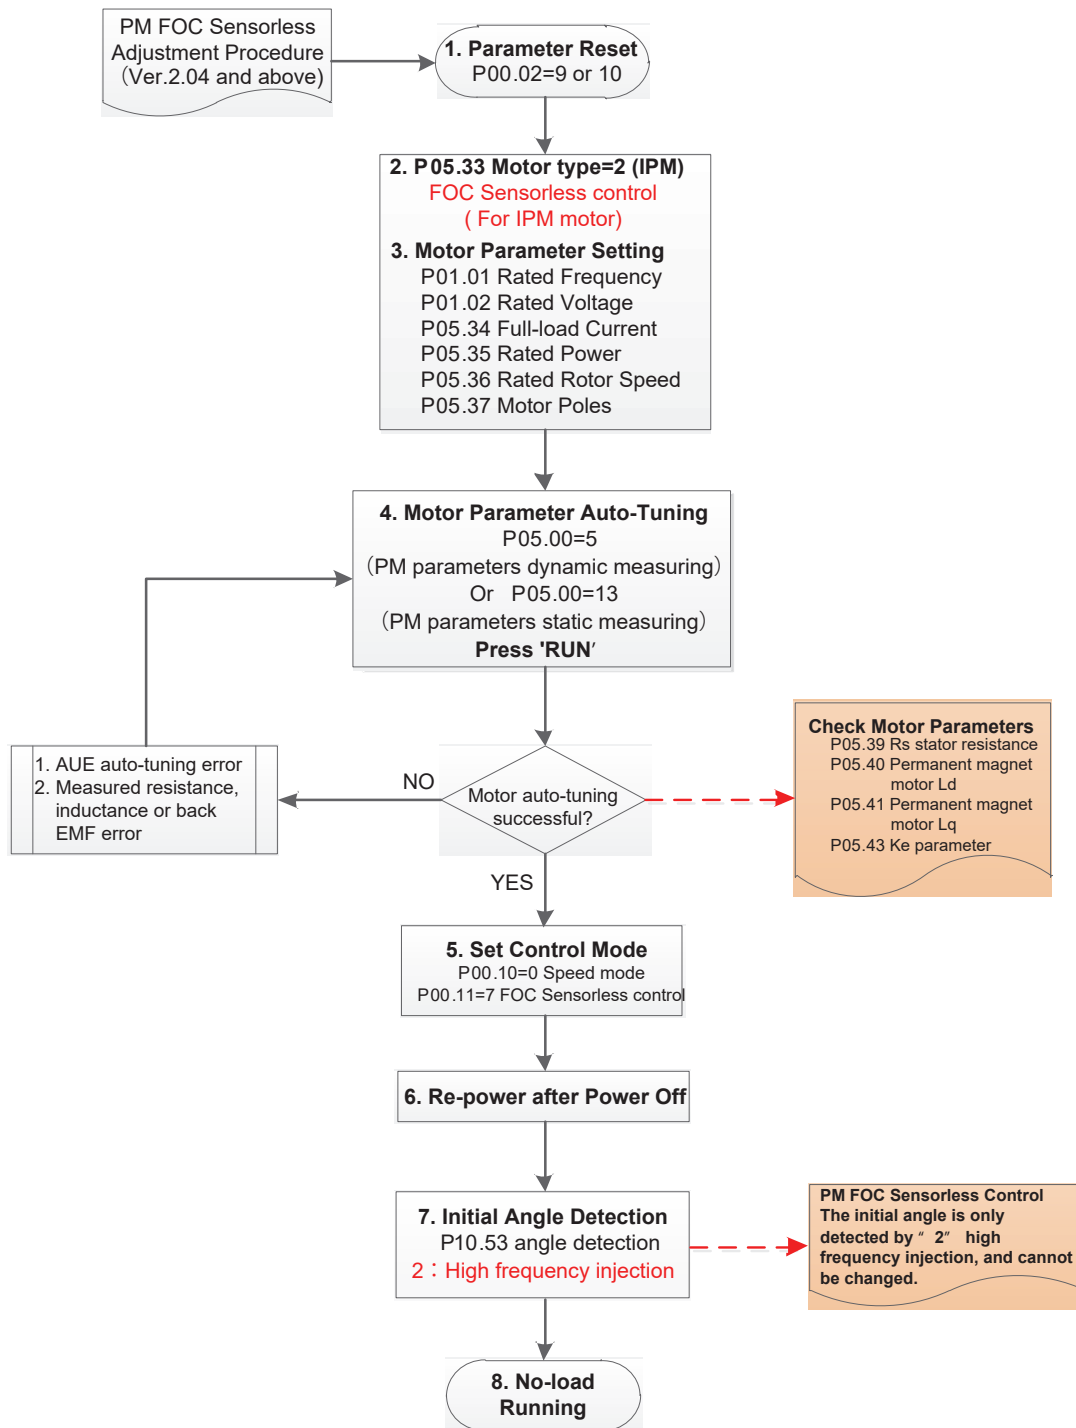 PM FOC Sensorless
Adjustment Procedure
（Ver.2.04 and above）
1. Parameter Reset
P00.02=9 or 10
2. P05.33 Motor type=2 (IPM)
FOC Sensorless control
( For IPM motor)
3. Motor Parameter Setting
P01.01 Rated Frequency
P01.02 Rated Voltage
P05.34 Full-load Current
P05.35 Rated Power
P05.36 Rated Rotor Speed
P05.37 Motor Poles
4. Motor Parameter Auto-Tuning
P05.00=5
（PM parameters dynamic measuring）
Or P05.00=13
（PM parameters static measuring）
Press 'RUN'
1. AUE auto-tuning error
2. Measured resistance,
inductance or back
EMF error
NO
Motor auto-tuning
successful?
YES
Check Motor Parameters
P05.39 Rs stator resistance
P05.40 Permanent magnet
motor Ld
P05.41 Permanent magnet
motor Lq
P05.43 Ke parameter
5. Set Control Mode
P00.10=0 Speed mode
P00.11=7 FOC Sensorless control
6. Re-power after Power Off
7. Initial Angle Detection
P10.53 angle detection
2：High frequency injection
PM FOC Sensorless Control
The initial angle is only
detected by “ 2” high
frequency injection, and cannot
be changed.
8. No-load
Running